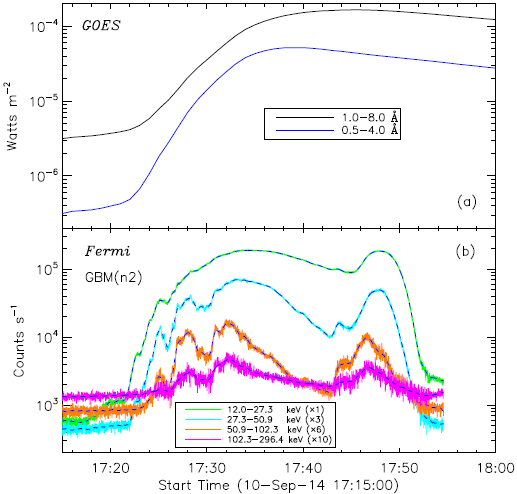 GOES
10⁻⁴
10⁻⁵
10⁻⁶
Watts m⁻²
1.0−8.0 Å
0.5−4.0 Å
(a)
Fermi
(b)
GBM(n2)
10⁵
10⁴
10³
Counts s⁻¹
12.0−27.3 keV (×1)
27.3−50.9 keV (×3)
50.9−102.3 keV (×6)
102.3−296.4 keV (×10)
17:20 17:30 17:40 17:50 18:00
Start Time (10−Sep−14 17:15:00)